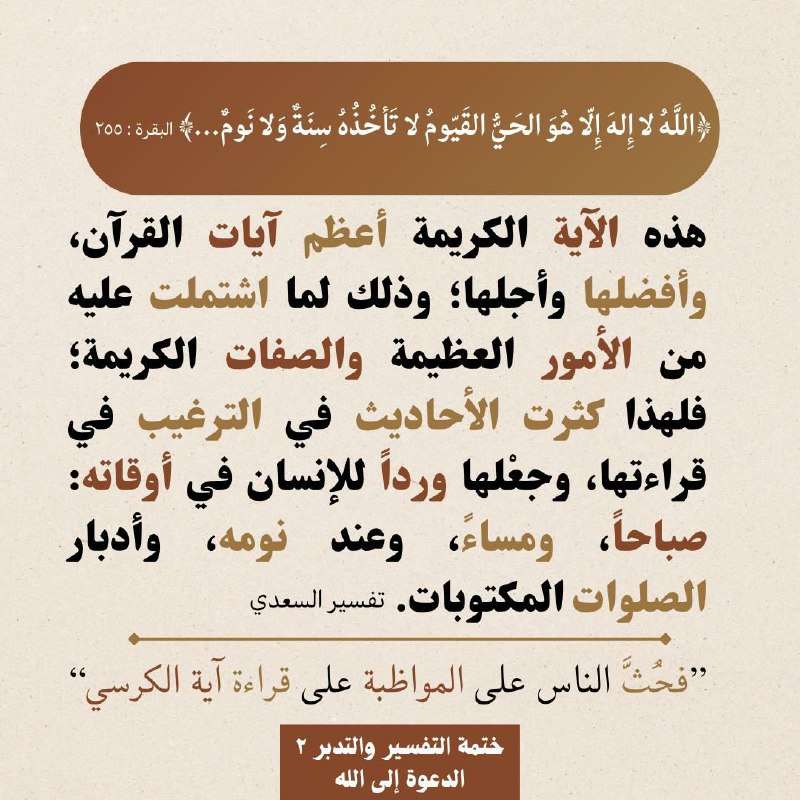 ﴿اللَّهُ لا إِلهَ إِلّا هُوَ الحَيُّ القَيّومُ لا تَأخُذُهُ سِنَةٌ وَلا نَومٌ...﴾ البقرة : ٢٥٥
هذه الآية الكريمة أعظم آيات القرآن،
وأفضلها وأجلها؛ وذلك لما اشتملت عليه
من الأمور العظيمة والصفات الكريمة؛
فلهذا كثرت الأحاديث في الترغيب في
قراءتها، وجعْلها ورداً للإنسان في أوقاته:
صباحاً، ومساءً، وعند نومه، وأدبار
الصلوات المكتوبات. تفسير السعدي
”فحُثَّ الناس على المواظبة على قراءة آية الكرسي“
ختمة التفسير والتدبر ٢
الدعوة إلى الله